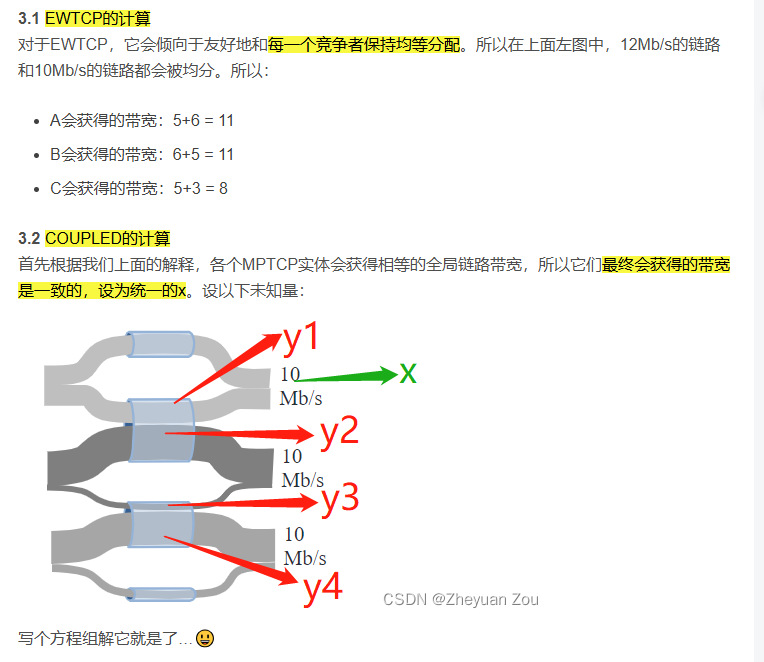 3.1 EWTCP的计算
对于EWTCP，它会倾向于友好地和每一个竞争者保持均等分配。所以在上面左图中，12Mb/s的链路
和10Mb/s的链路都会被均分。所以：
• A会获得的带宽：5+6 = 11
• B会获得的带宽：6+5 = 11
• C会获得的带宽：5+3 = 8
3.2 COUPLED的计算
首先根据我们上面的解释，各个MPTCP实体会获得相等的全局链路带宽，所以它们最终会获得的带宽
是一致的，设为统一的x。设以下未知量：
y1
10
Mb/s
x
y2
10
Mb/s
y3
10
Mb/s
y4
CSDN @Zheyuan Zou
写个方程组解它就是了…😃